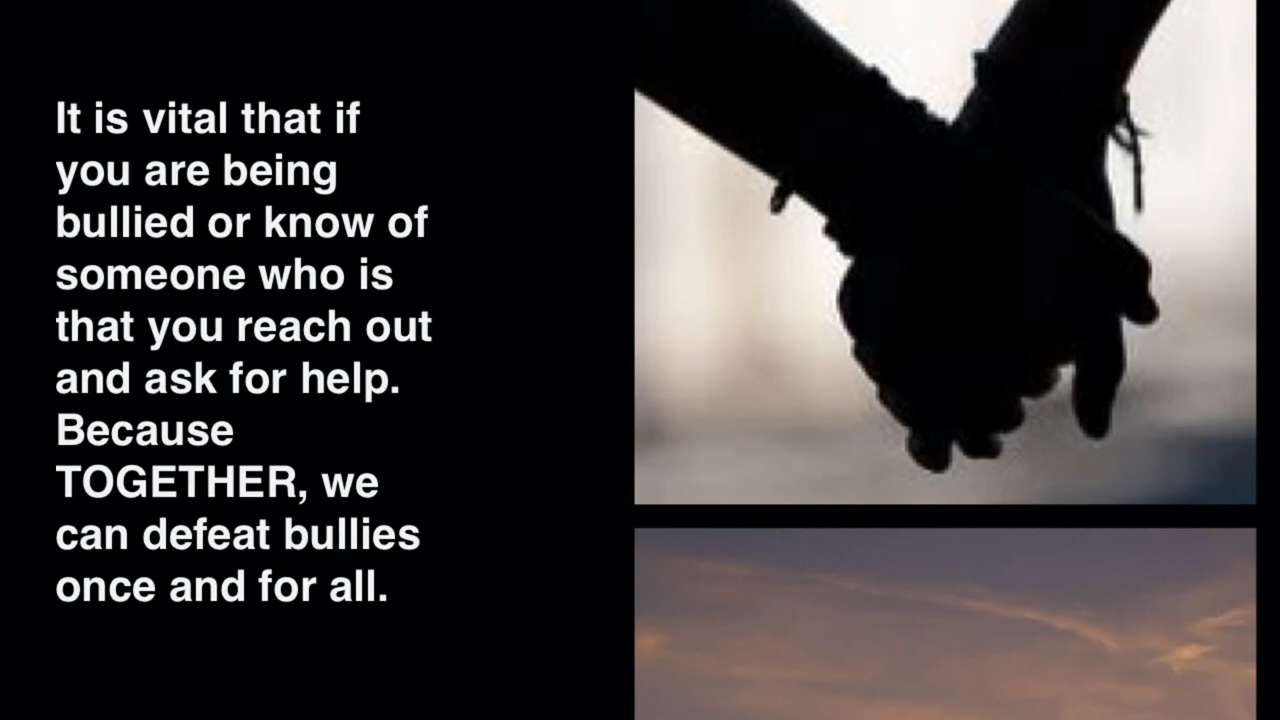 It is vital that if
you are being
bullied or know of
someone who is
that you reach out
and ask for help.
Because
TOGETHER, we
can defeat bullies
once and for all.